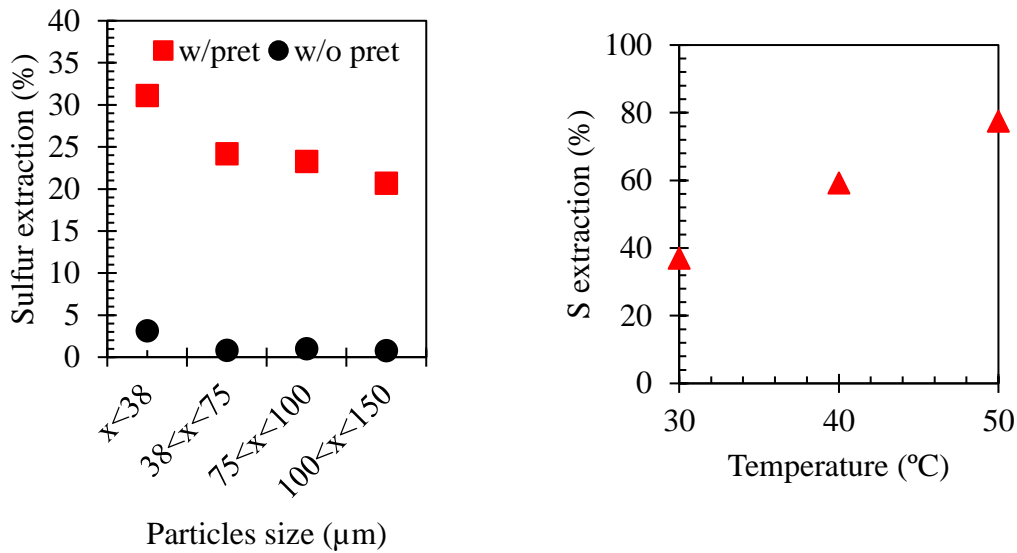 40
35
30
25
20
15
10
5
0
Sulfur extraction (%)
w/pret w/o pret
x<38
38<x<75
75<x<100
100<x<150
Particles size (µm)
100
80
60
40
20
0
S extraction (%)
30 40 50
Temperature (ºC)